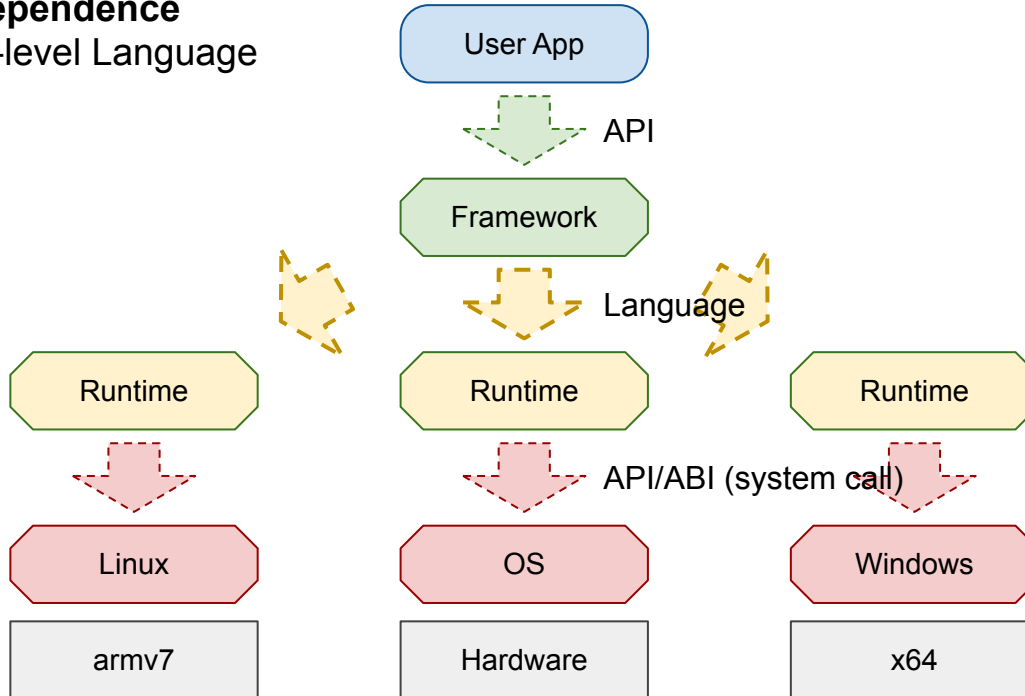 ependence
-level Language
User App
API
Framework
Language
Runtime
Runtime
Runtime
API/ABI (system call)
Linux
OS
Windows
armv7
Hardware
x64